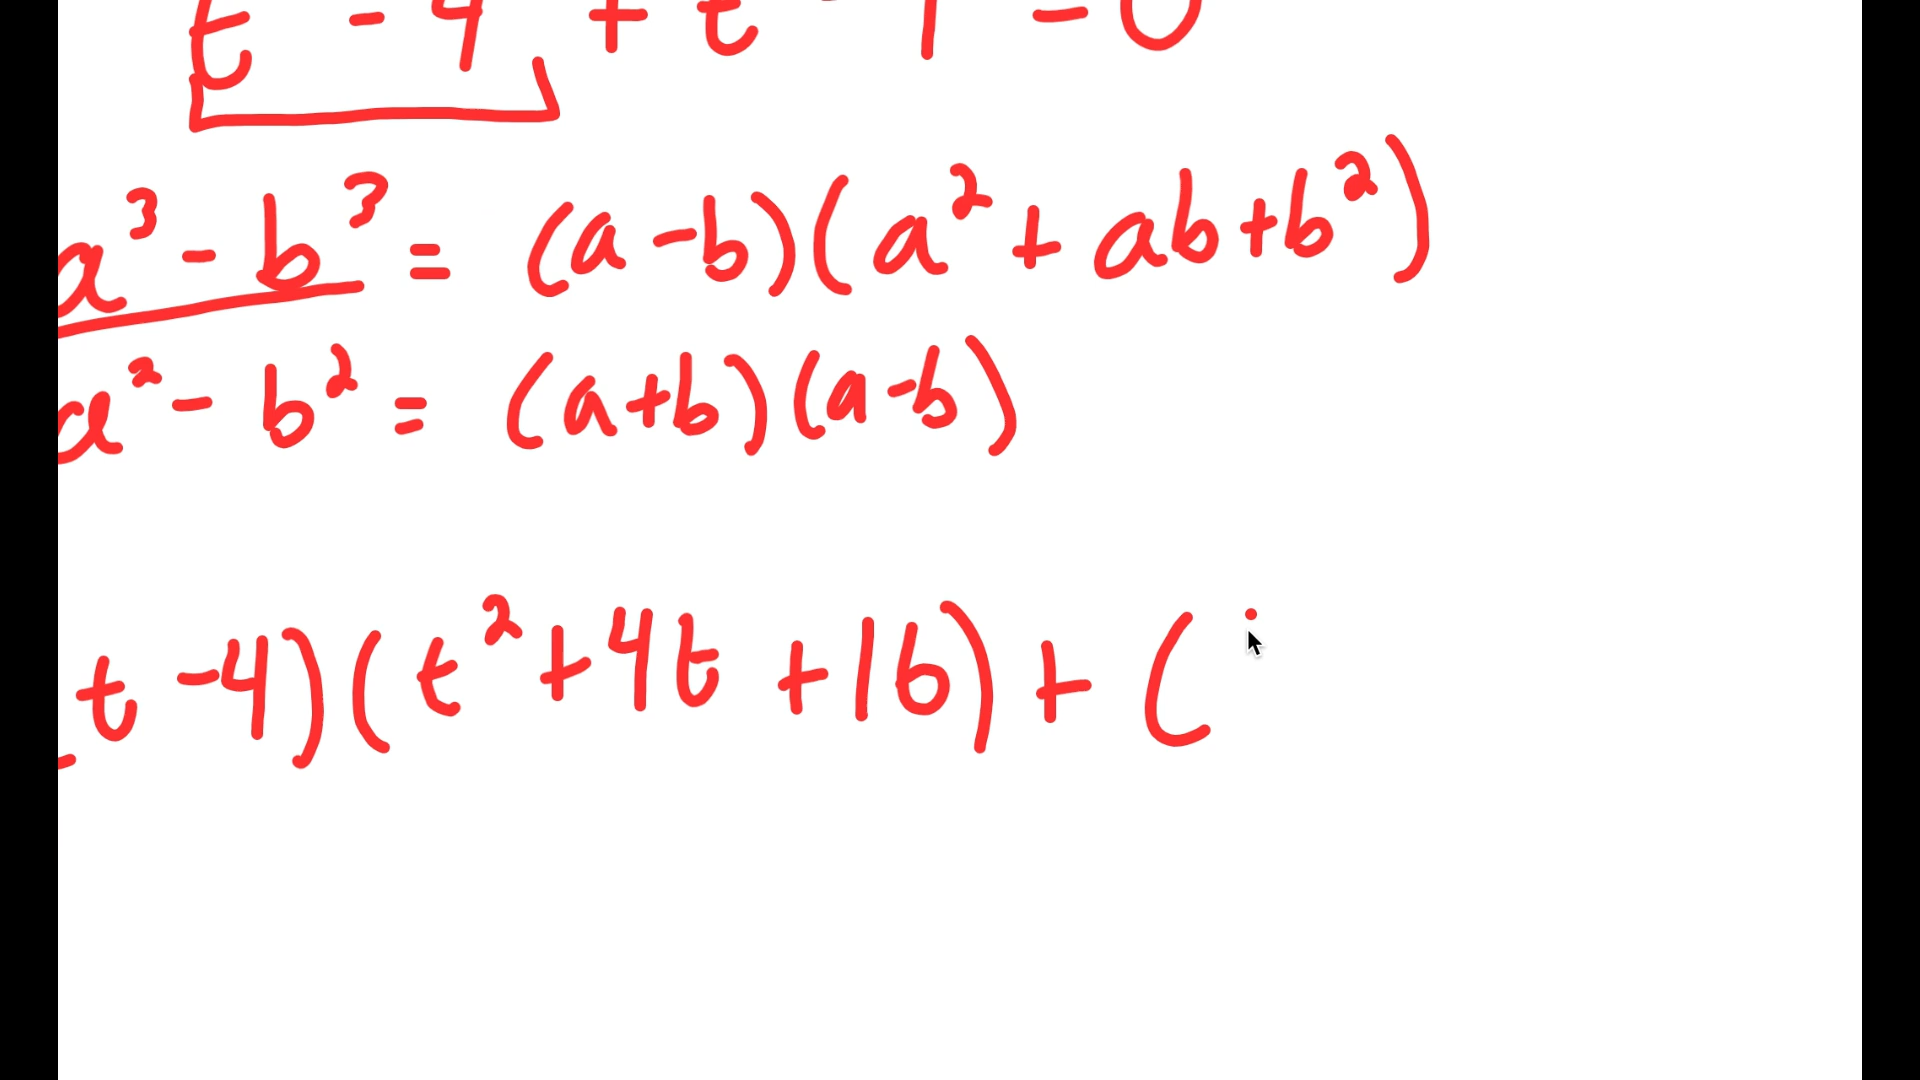 t - 4 + t - 4 = 0
a³ - b³ = (a-b)(a² + ab+b²)
a² - b² = (a+b)(a-b)
t -4)(t²+4t +16) + (